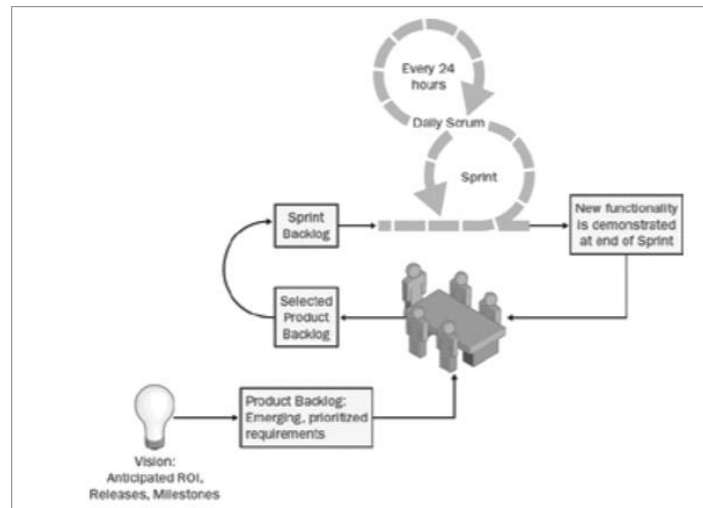 Every 24
hours
Daily Scrum
Sprint
Sprint
Backlog
New functionality
is demonstrated
at end of Sprint
Selected
Product
Backlog
Product Backlog:
Emerging, prioritized
requirements
Vision:
Anticipated ROI,
Releases, Milestones